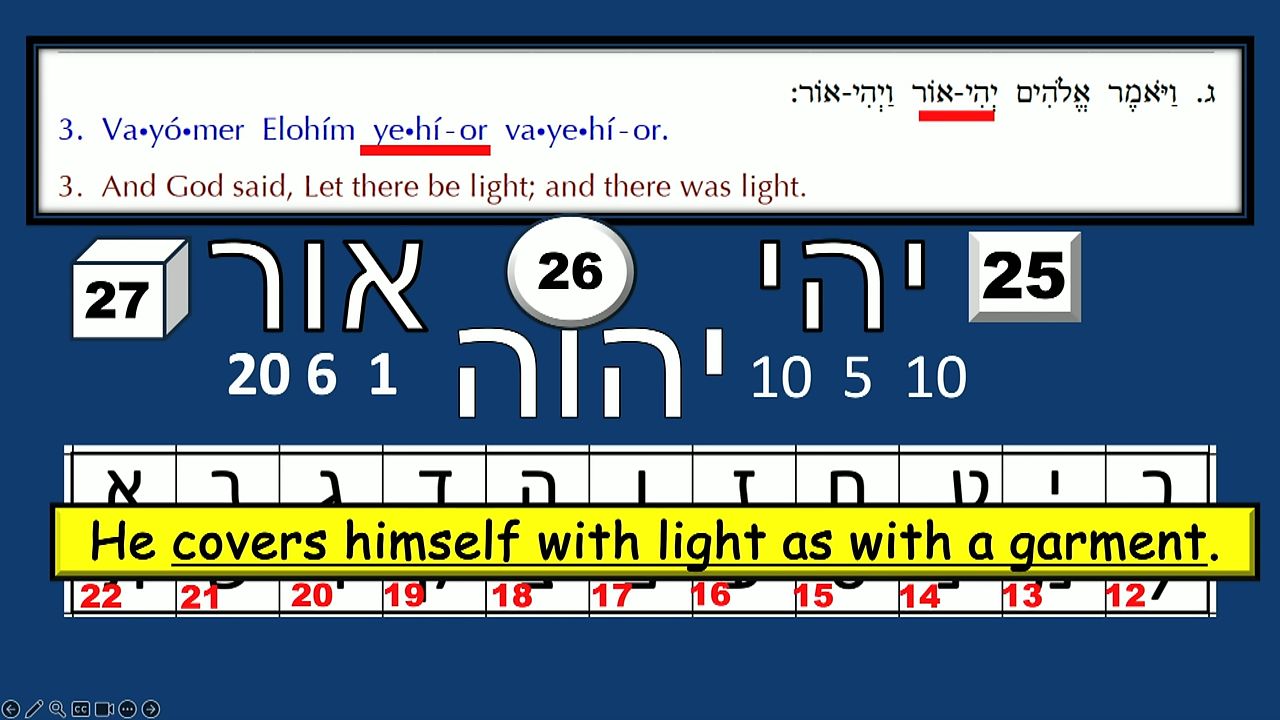 ג. וַיֹּאמֶר אֱלֹהִים יְהִי-אוֹר וַיְהִי-אוֹר:
3. Va•yó•mer Elohím ye•hí-or va•ye•hí-or.
3. And God said, Let there be light; and there was light.
25 יהי 26 אור 27
יהוה
20 6 1 10 5 10
א ב ג ד ה ו ז ח ט י כ
He covers himself with light as with a garment.
22 21 20 19 18 17 16 15 14 13 12